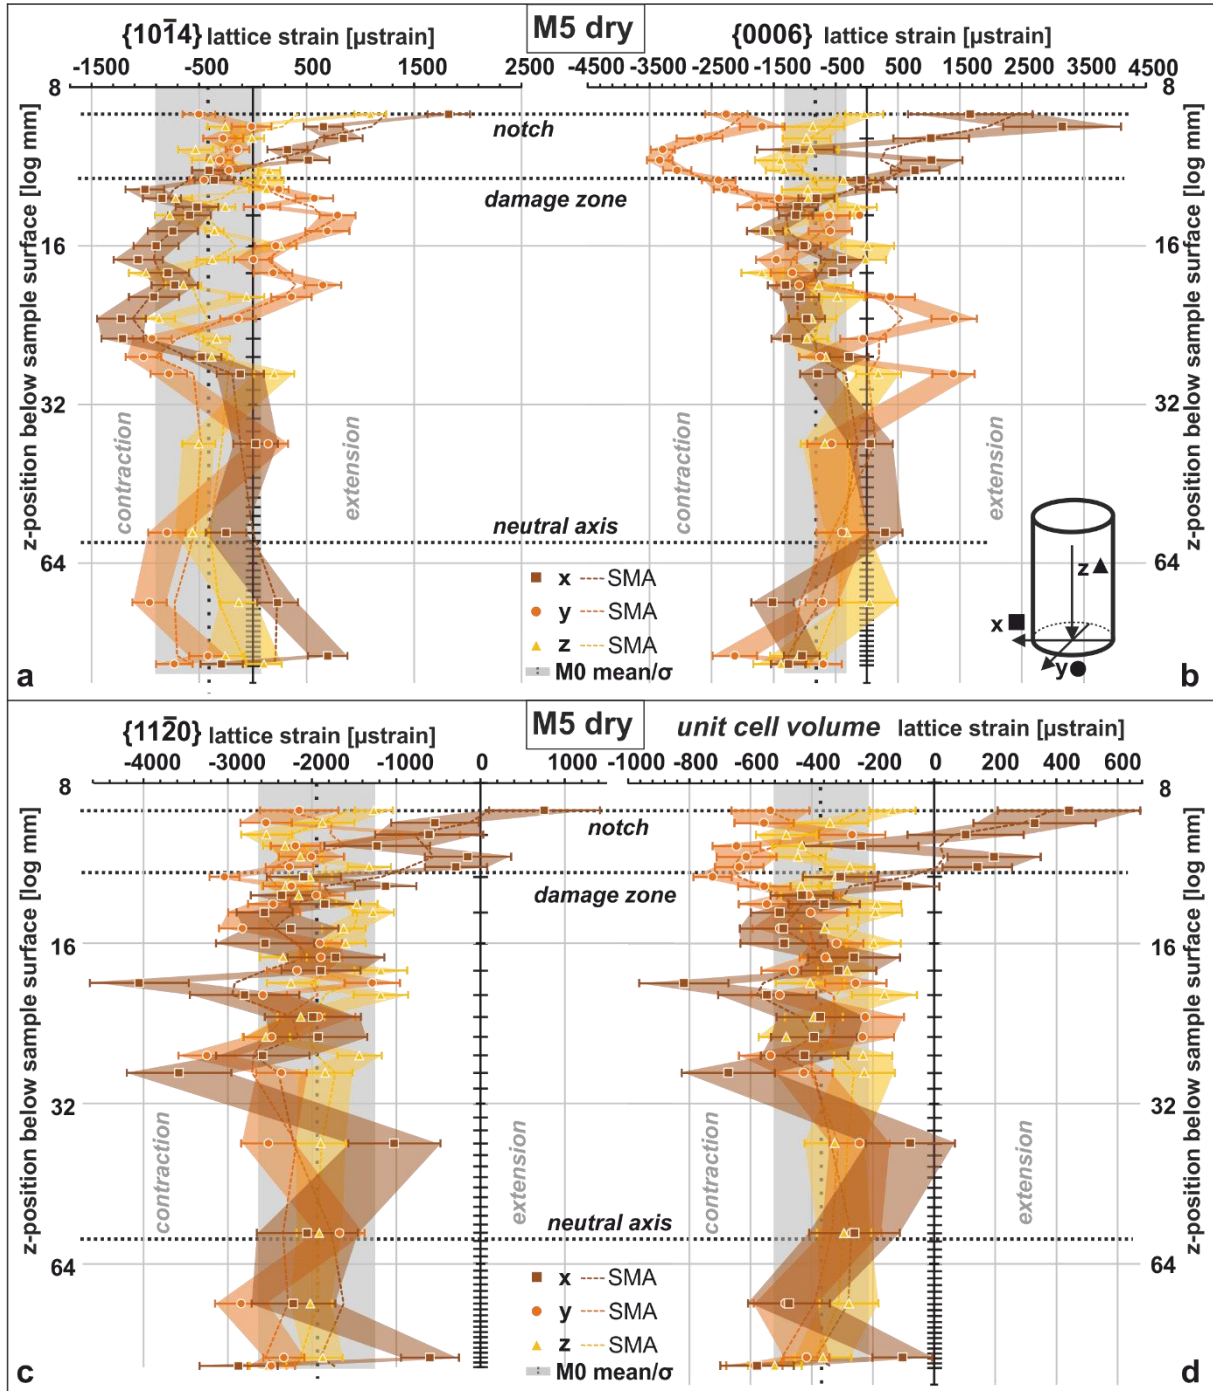 {10-14} lattice strain [µstrain]
M5 dry
{0006} lattice strain [µstrain]
-1500 -500 500 1500 2500
-4500 -3500 -2500 -1500 -500 500 1500 2500 3500 4500
8
8
notch
damage zone
16
16
32
32
contraction
extension
contraction
extension
neutral axis
64
64
z-position below sample surface [log mm]
z-position below sample surface [log mm]
x SMA
y SMA
z SMA
M0 mean/σ
z
x
y
a
b
{11-20} lattice strain [µstrain]
M5 dry
unit cell volume lattice strain [µstrain]
-4000 -3000 -2000 -1000 0 1000
-1000 -800 -600 -400 -200 0 200 400 600
8
8
notch
damage zone
16
16
32
32
contraction
extension
contraction
extension
neutral axis
64
64
z-position below sample surface [log mm]
z-position below sample surface [log mm]
x SMA
y SMA
z SMA
M0 mean/σ
c
d